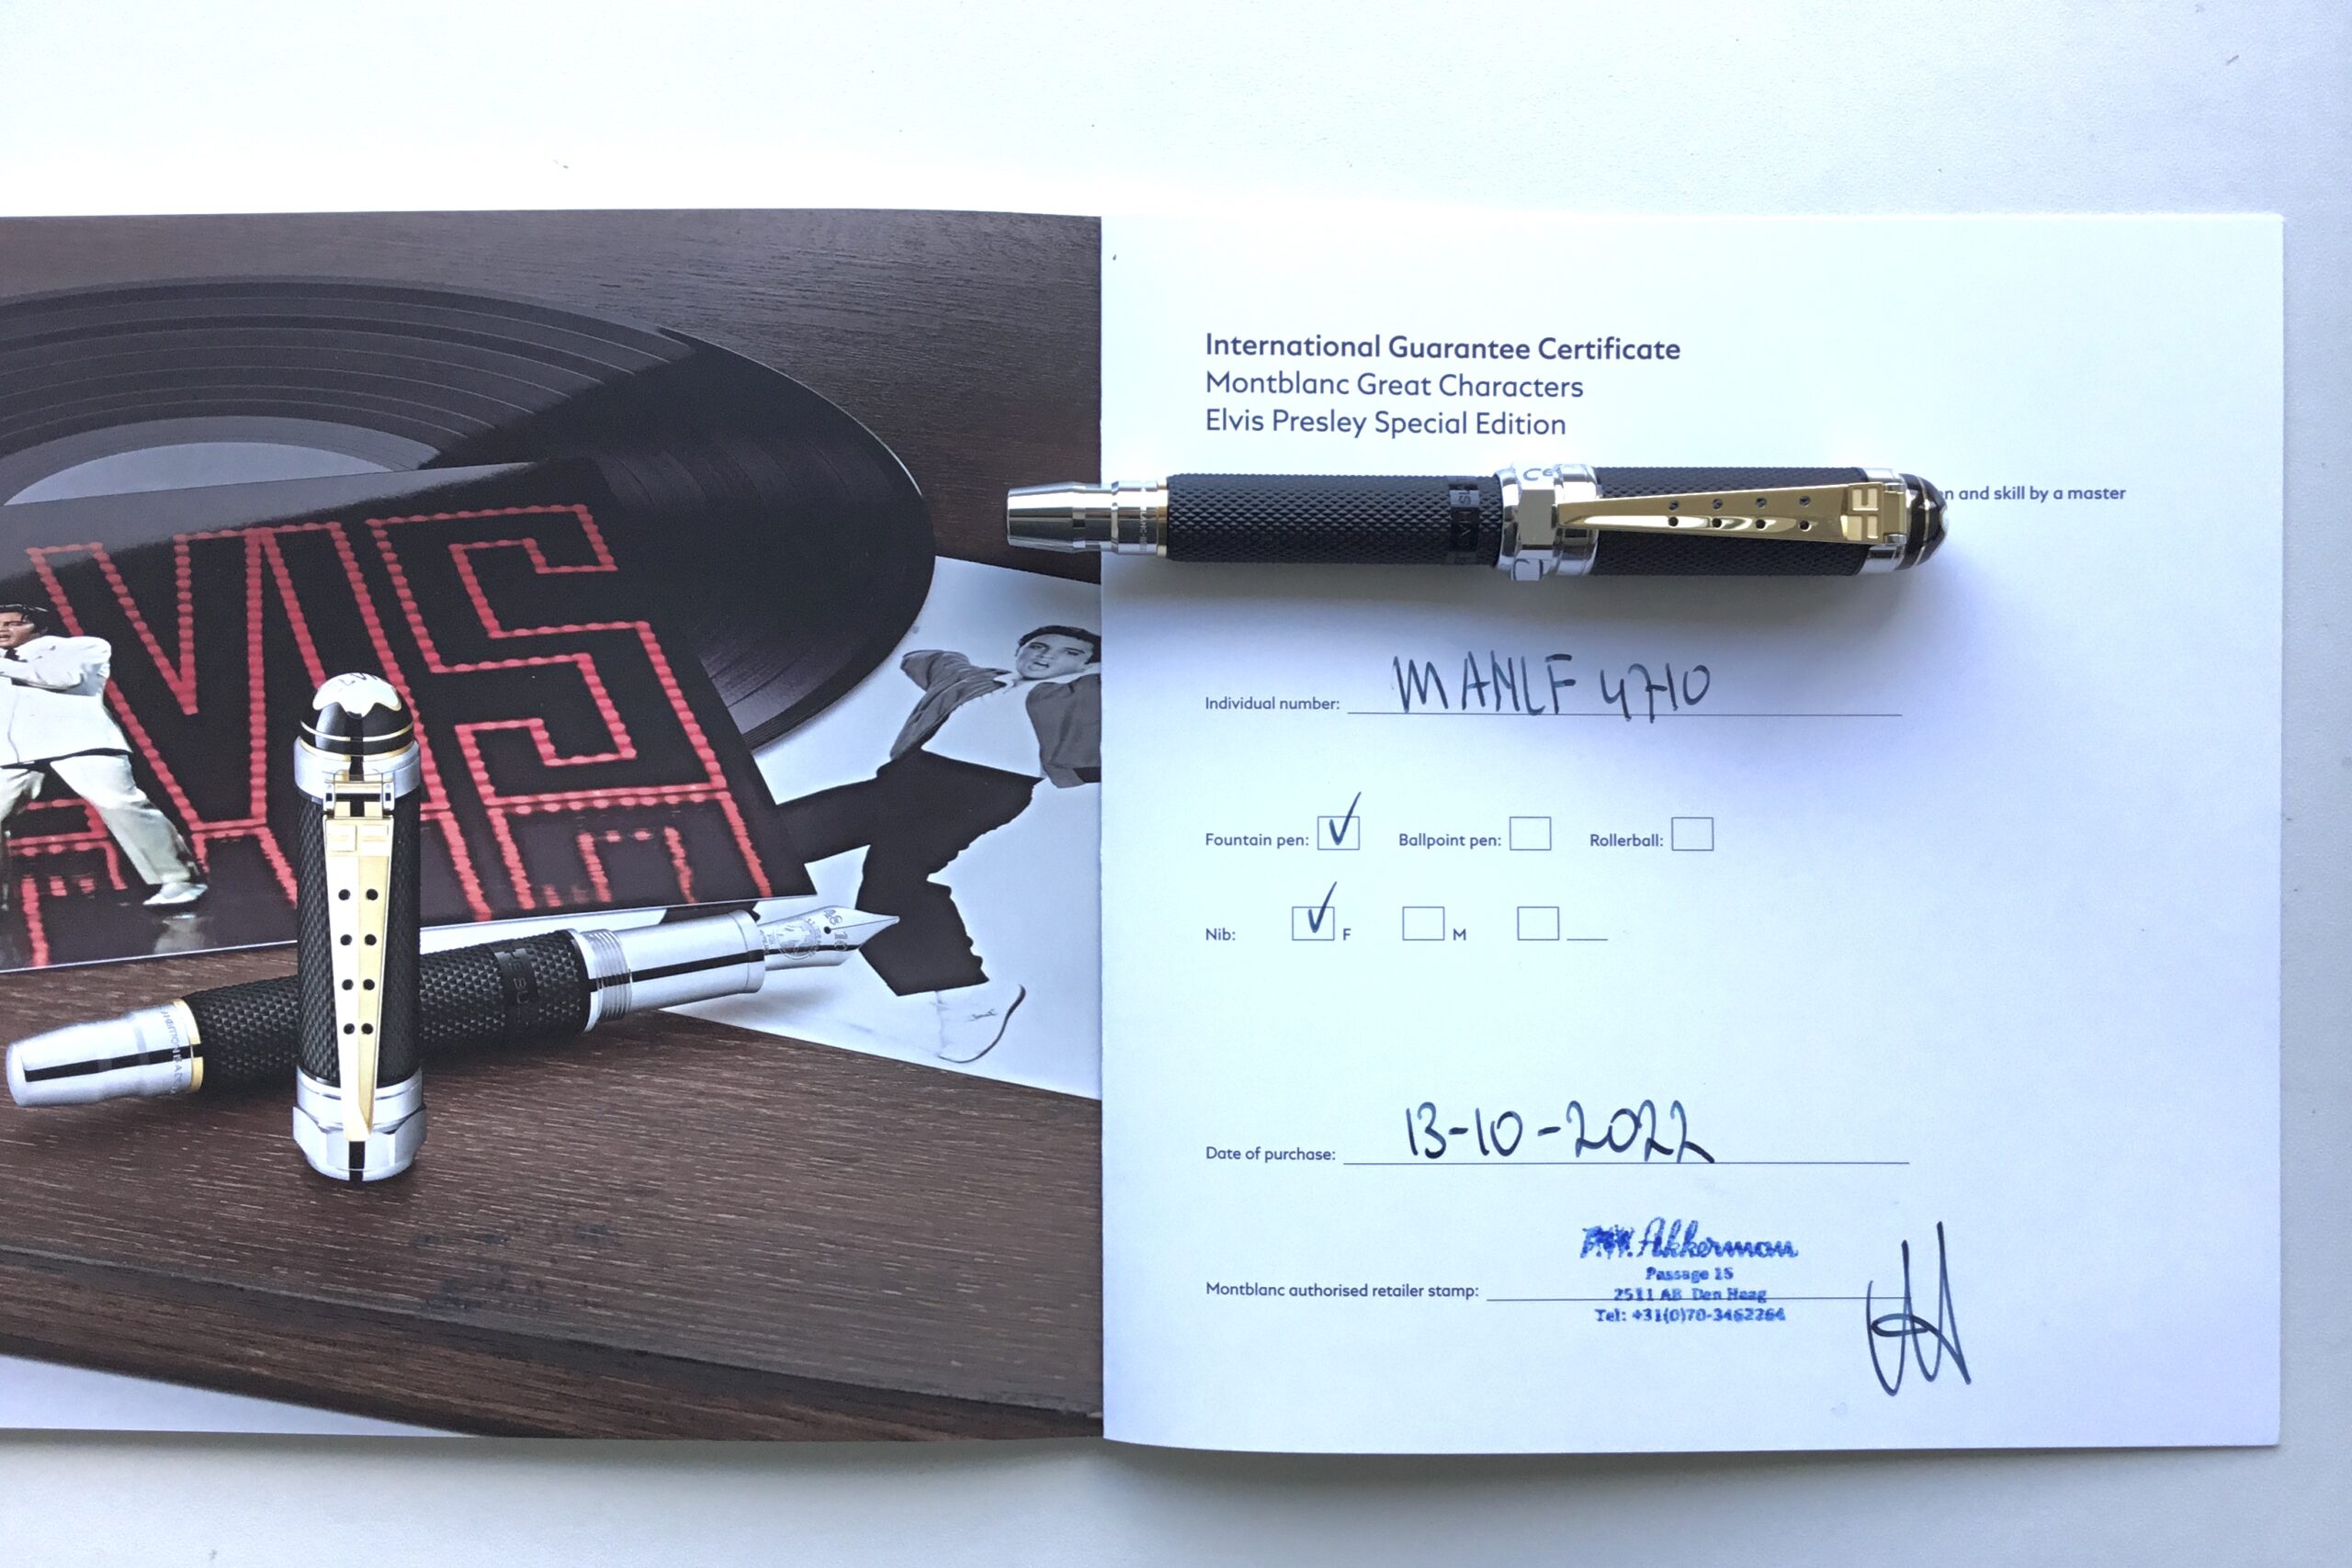 VIS
International Guarantee Certificate
Montblanc Great Characters
Elvis Presley Special Edition
and skill by a master
Individual number: MANLF 4710
Fountain pen: Ballpoint pen: Rollerball:
Nib: F M
Date of purchase: 13-10-2022
P.W. Akkerman
Passage 15
2511 AB Den Haag
Montblanc authorised retailer stamp:
Tel: +31(0)70-3462264